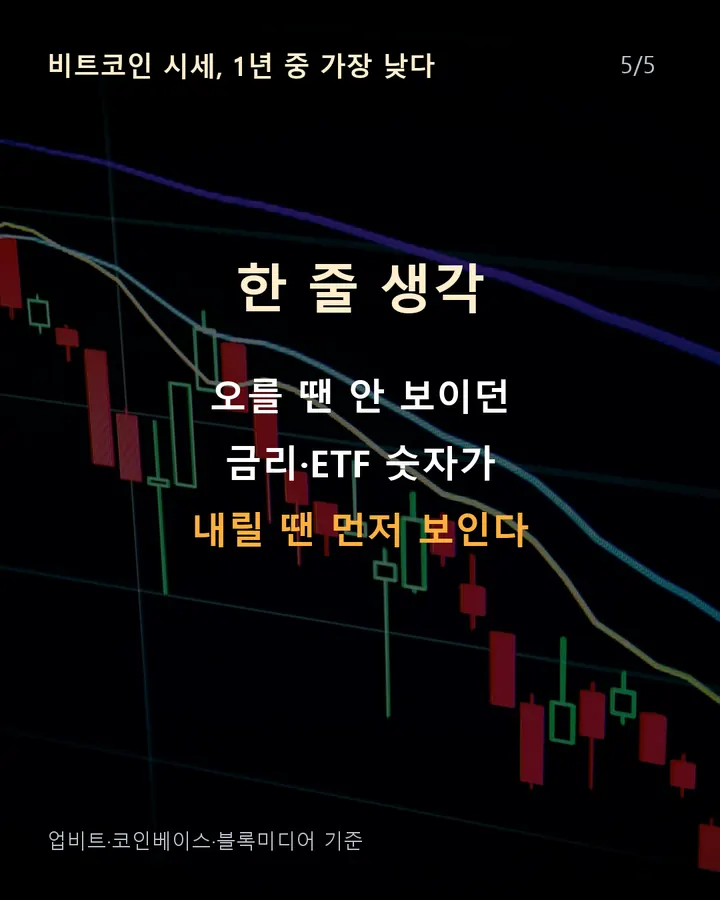 비트코인 시세, 1년 중 가장 낮다
5/5
한 줄 생각
오를 땐 안 보이던
금리·ETF 숫자가
내릴 땐 먼저 보인다
업비트·코인베이스·블록미디어 기준